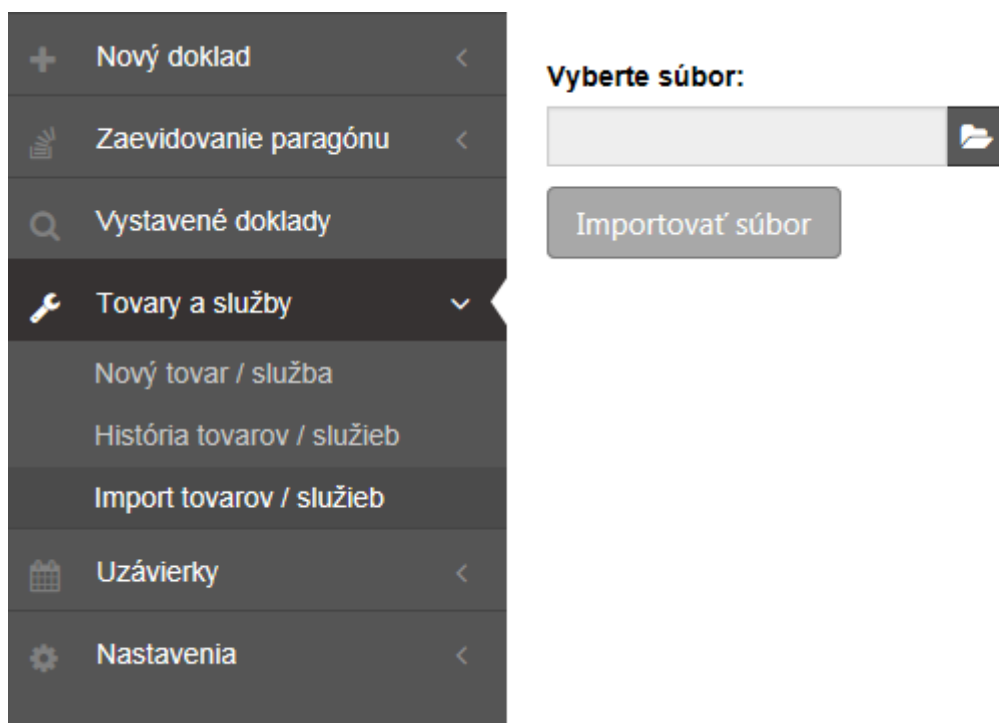 Nový doklad
Zaevidovanie paragónu
Vystavené doklady
Tovary a služby
Nový tovar / služba
História tovarov / služieb
Import tovarov / služieb
Uzávierky
Nastavenia
Vyberte súbor:
Importovať súbor